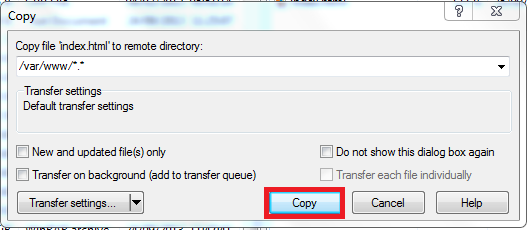 Copy
Copy file 'index.html' to remote directory:
/var/www/*.*
Transfer settings
Default transfer settings
New and updated file(s) only
Do not show this dialog box again
Transfer on background (add to transfer queue)
Transfer each file individually
Transfer settings...
Copy
Cancel
Help